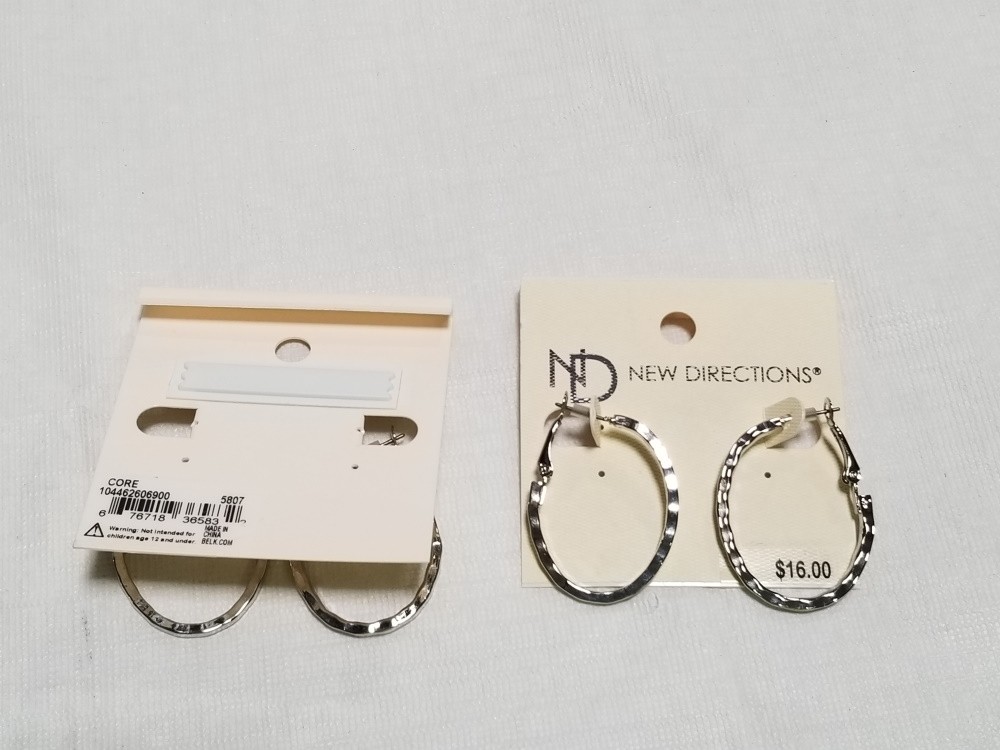 CORE
104462606900 5807
6 76718 36583
Warning: Not intended for
children age 12 and under.
MADE IN
CHINA
BELK.COM
ND NEW DIRECTIONS®
$16.00